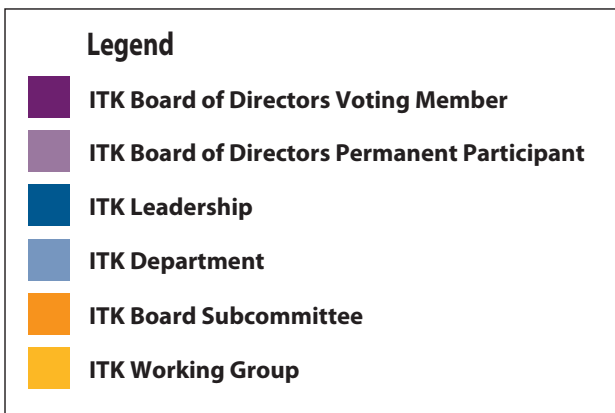 Legend
ITK Board of Directors Voting Member
ITK Board of Directors Permanent Participant
ITK Leadership
ITK Department
ITK Board Subcommittee
ITK Working Group